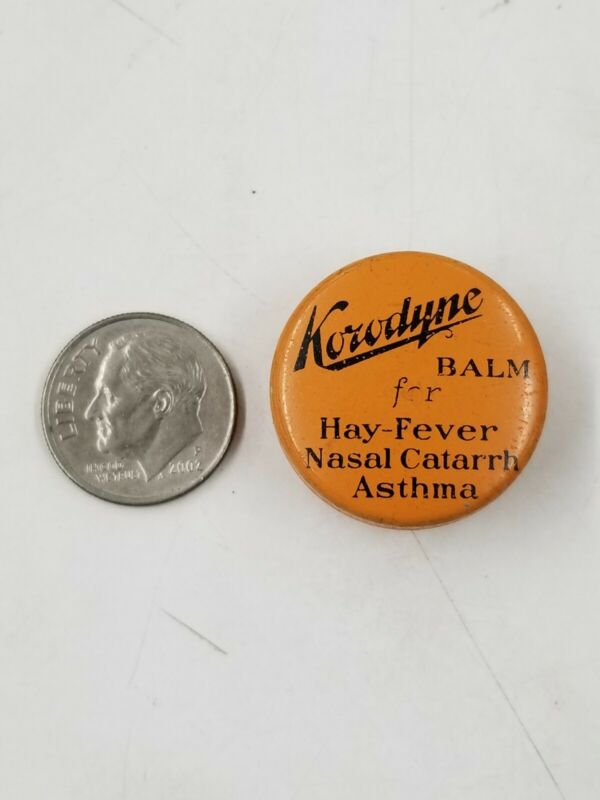 LIBERTY
IN GOD
WE TRUST
P
2002
Korodyne
BALM
for
Hay-Fever
Nasal Catarrh
Asthma